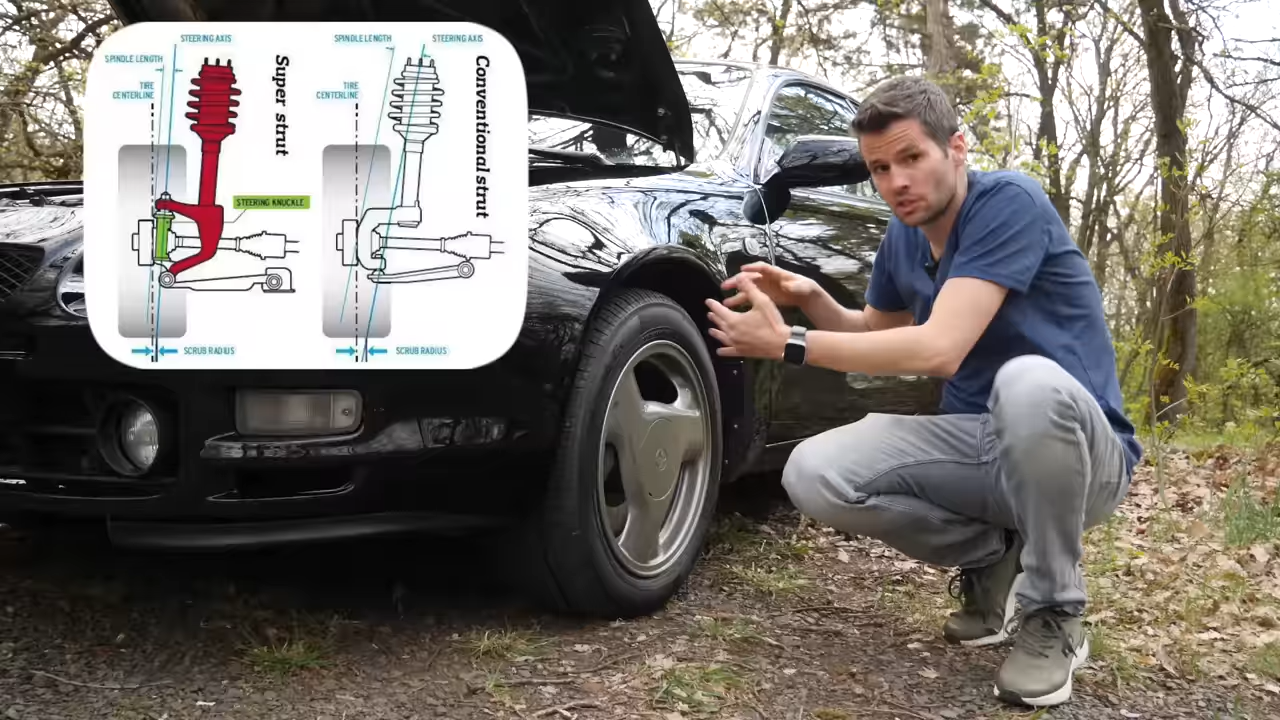 STEERING AXIS
SPINDLE LENGTH
TIRE
CENTERLINE
Super strut
STEERING KNUCKLE
SCRUB RADIUS
SPINDLE LENGTH
STEERING AXIS
TIRE
CENTERLINE
Conventional strut
SCRUB RADIUS